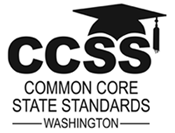 CCSS
COMMON CORE
STATE STANDARDS
WASHINGTON